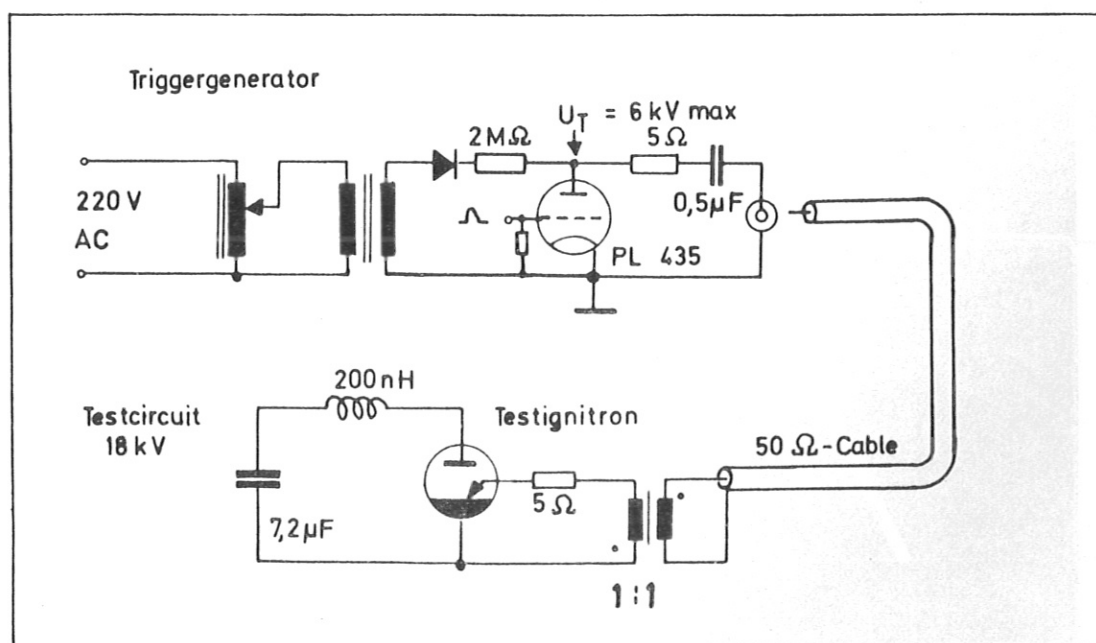 Triggergenerator
U_T = 6 kV max
2 MΩ
5 Ω
220 V
AC
0,5 µF
PL 435
200 nH
Testcircuit
18 kV
Testignitron
50 Ω - Cable
5 Ω
7,2 µF
1 : 1